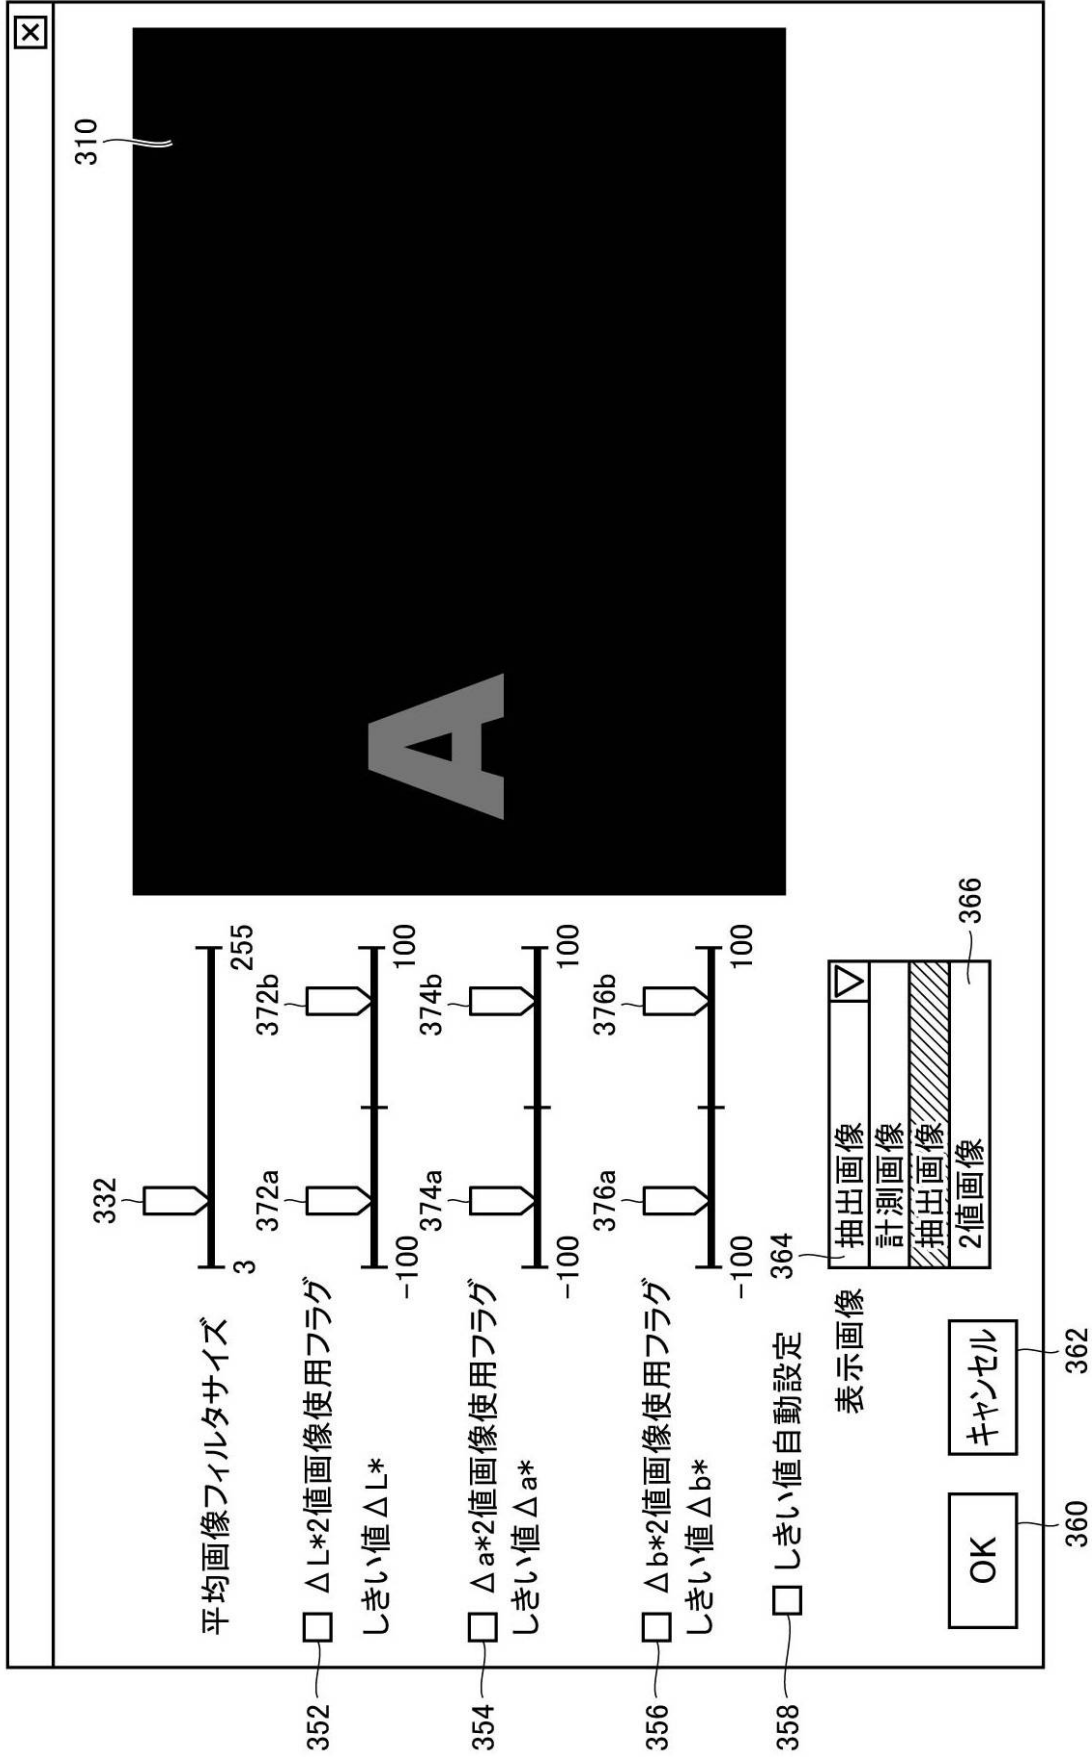 310
332
平均画像フィルタサイズ
3
255
372a
372b
352
ΔL*2値画像使用フラグ
しきい値ΔL*
-100
100
374a
374b
354
Δa*2値画像使用フラグ
しきい値Δa*
-100
100
376a
376b
356
Δb*2値画像使用フラグ
しきい値Δb*
-100
100
A
358
しきい値自動設定
364
表示画像
抽出画像
計測画像
抽出画像
2値画像
366
OK
キャンセル
360
362